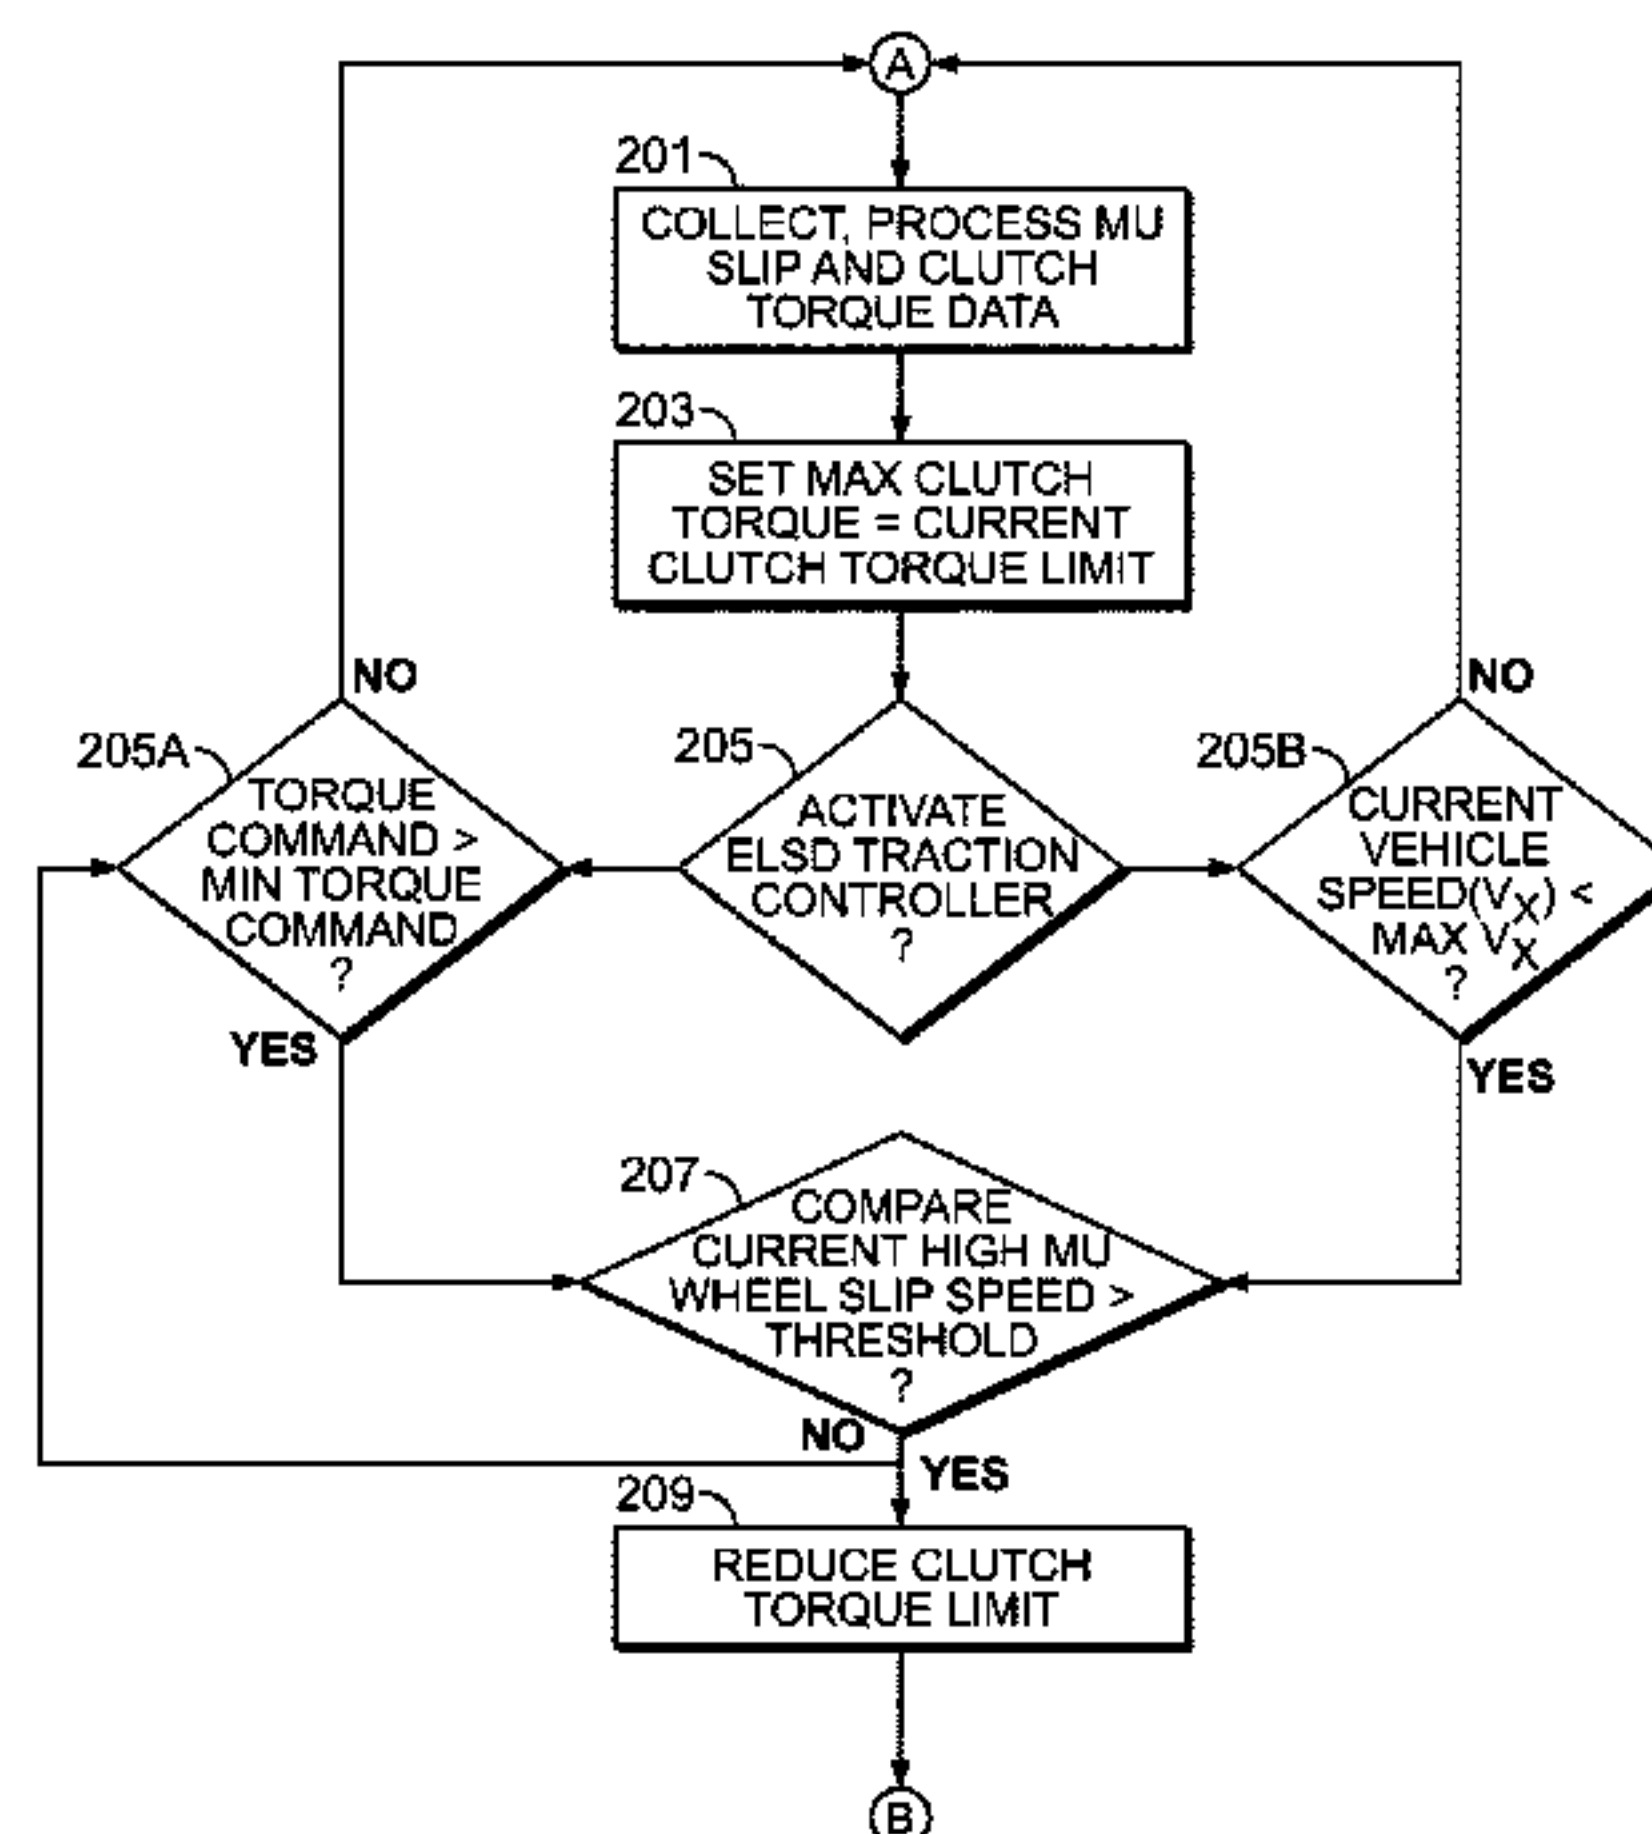 A
201
COLLECT, PROCESS MU
SLIP AND CLUTCH
TORQUE DATA
203
SET MAX CLUTCH
TORQUE = CURRENT
CLUTCH TORQUE LIMIT
NO
205A
TORQUE
COMMAND >
MIN TORQUE
COMMAND
?
YES
205
ACTIVATE
ELSD TRACTION
CONTROLLER
?
NO
205B
CURRENT
VEHICLE
SPEED(VX) <
MAX VX
?
YES
207
COMPARE
CURRENT HIGH MU
WHEEL SLIP SPEED >
THRESHOLD
?
NO
YES
209
REDUCE CLUTCH
TORQUE LIMIT
B